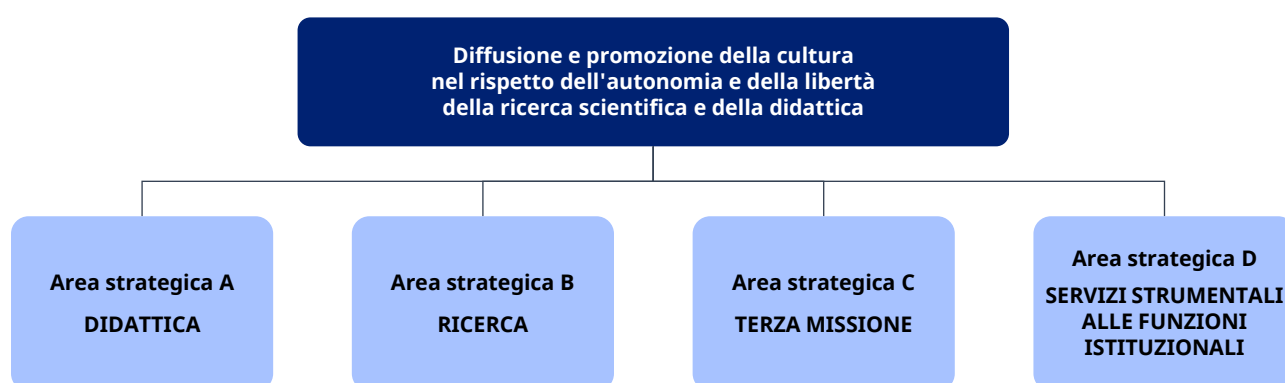 Diffusione e promozione della cultura
nel rispetto dell'autonomia e della libertà
della ricerca scientifica e della didattica
Area strategica A
DIDATTICA
Area strategica B
RICERCA
Area strategica C
TERZA MISSIONE
Area strategica D
SERVIZI STRUMENTALI
ALLE FUNZIONI
ISTITUZIONALI